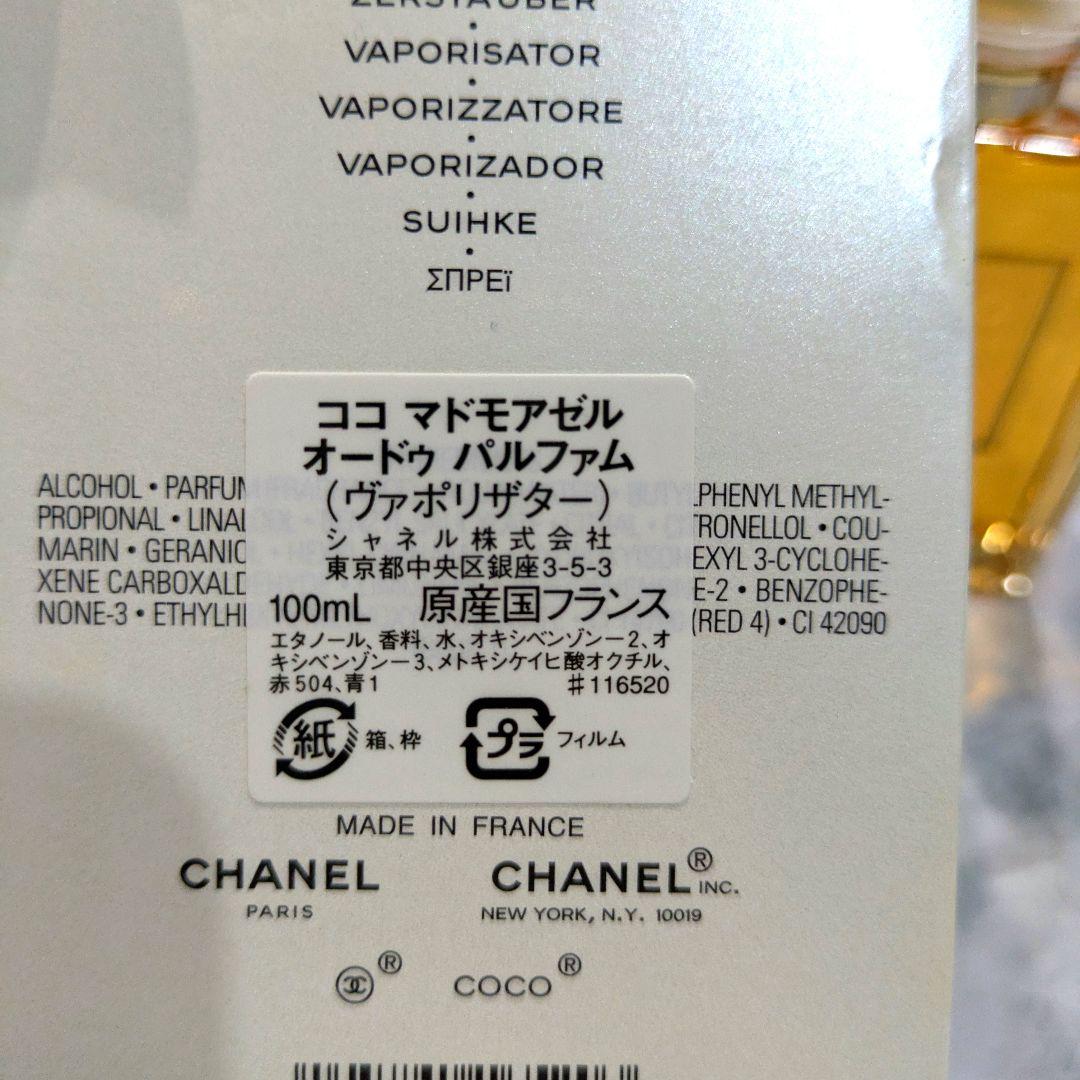 ZERSTÄUBER
VAPORISATOR
VAPORIZZATORE
VAPORIZADOR
SUIHKE
ΣΠΡΕϊ
ココ マドモアゼル
オードゥ パルファム
（ヴァポリザター）
シャネル株式会社
東京都中央区銀座3-5-3
100mL 原産国フランス
エタノール、香料、水、オキシベンゾン−2、オ
キシベンゾン−3、メトキシケイヒ酸オクチル、
赤504、青1 ♯116520
紙 箱、枠 プラ フィルム
ALCOHOL • PARFUM LPHENYL METHYL-
PROPIONAL • LINAL TRONELLOL • COU-
MARIN • GERANIO EXYL 3-CYCLOHE-
XENE CARBOXALD E-2 • BENZOPHE-
NONE-3 • ETHYLHE (RED 4) • CI 42090
MADE IN FRANCE
CHANEL CHANEL® INC.
PARIS NEW YORK, N.Y. 10019
® COCO®